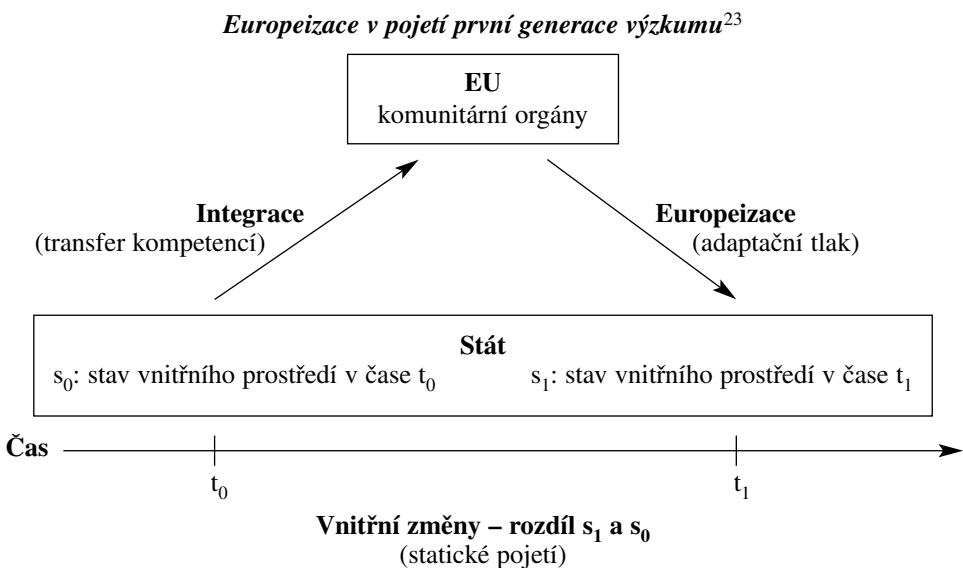 Europeizace v pojetí první generace výzkumu23
EU
komunitární orgány
Integrace
(transfer kompetencí)
Europeizace
(adaptační tlak)
Stát
s0: stav vnitřního prostředí v čase t0
s1: stav vnitřního prostředí v čase t1
Čas
t0
t1
Vnitřní změny – rozdíl s1 a s0
(statické pojetí)